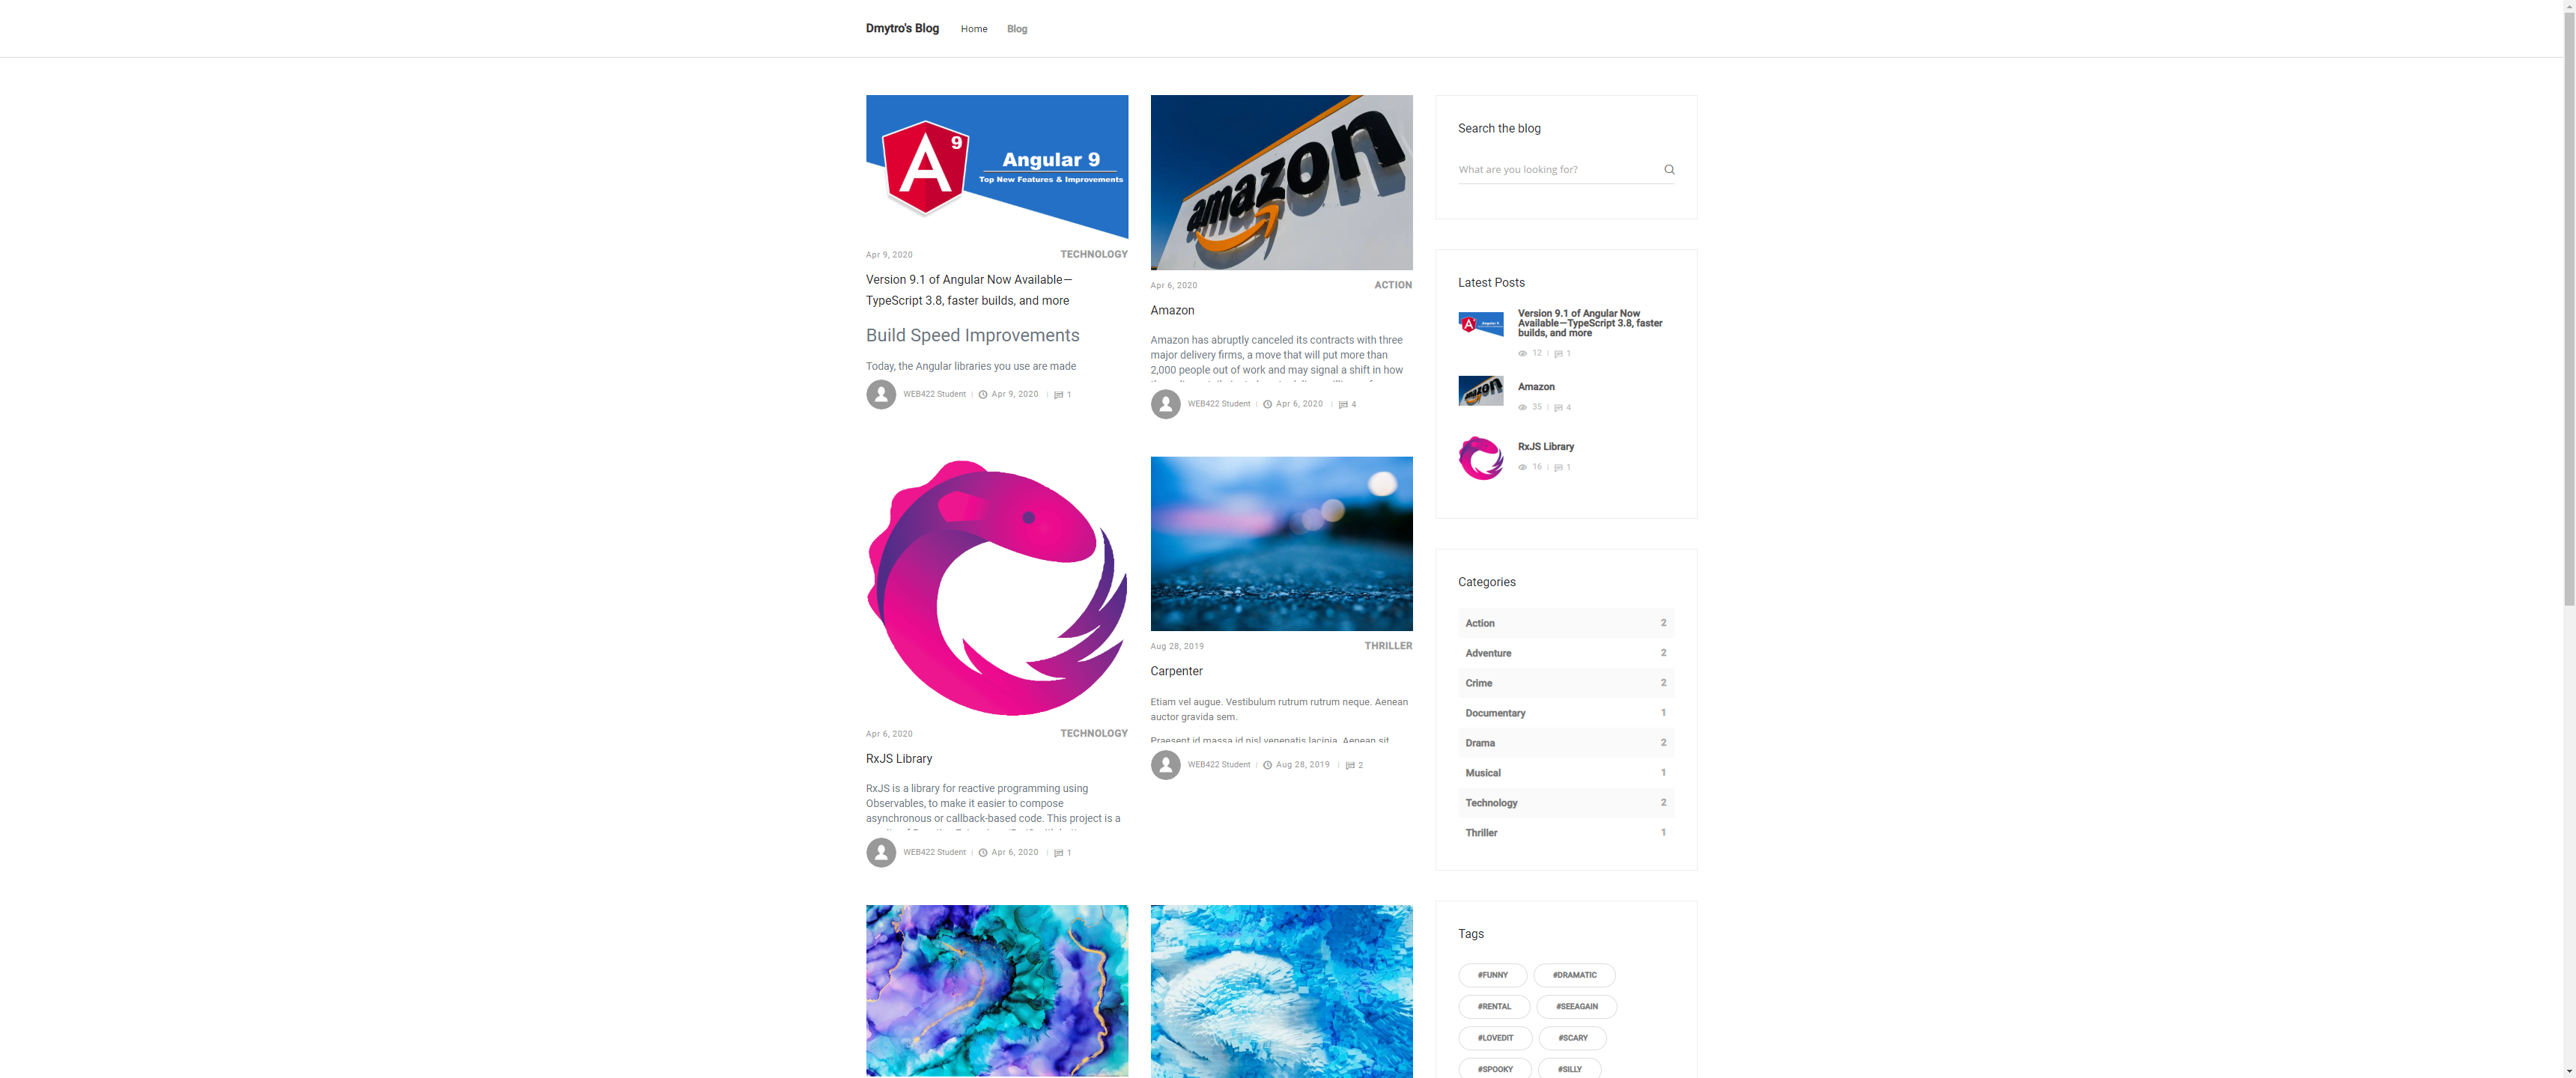 Dmytro's Blog
Home
Blog
9
Angular 9
Top New Features & Improvements
Apr 9, 2020
TECHNOLOGY
Version 9.1 of Angular Now Available—
TypeScript 3.8, faster builds, and more
Build Speed Improvements
Today, the Angular libraries you use are made
WEB422 Student
Apr 9, 2020
1
amazon
Apr 6, 2020
ACTION
Amazon
Amazon has abruptly canceled its contracts with three
major delivery firms, a move that will put more than
2,000 people out of work and may signal a shift in how
WEB422 Student
Apr 6, 2020
4
Apr 6, 2020
TECHNOLOGY
RxJS Library
RxJS is a library for reactive programming using
Observables, to make it easier to compose
asynchronous or callback-based code. This project is a
WEB422 Student
Apr 6, 2020
1
Aug 28, 2019
THRILLER
Carpenter
Etiam vel augue. Vestibulum rutrum rutrum neque. Aenean
auctor gravida sem.
Praesent id massa id nisl venenatis lacinia. Aenean sit
WEB422 Student
Aug 28, 2019
2
Search the blog
What are you looking for?
Latest Posts
Version 9.1 of Angular Now
Available—TypeScript 3.8, faster
builds, and more
12
1
Amazon
35
4
RxJS Library
16
1
Categories
Action 2
Adventure 2
Crime 2
Documentary 1
Drama 2
Musical 1
Technology 2
Thriller 1
Tags
#FUNNY
#DRAMATIC
#RENTAL
#SEEAGAIN
#LOVEDIT
#SCARY
#SPOOKY
#SILLY